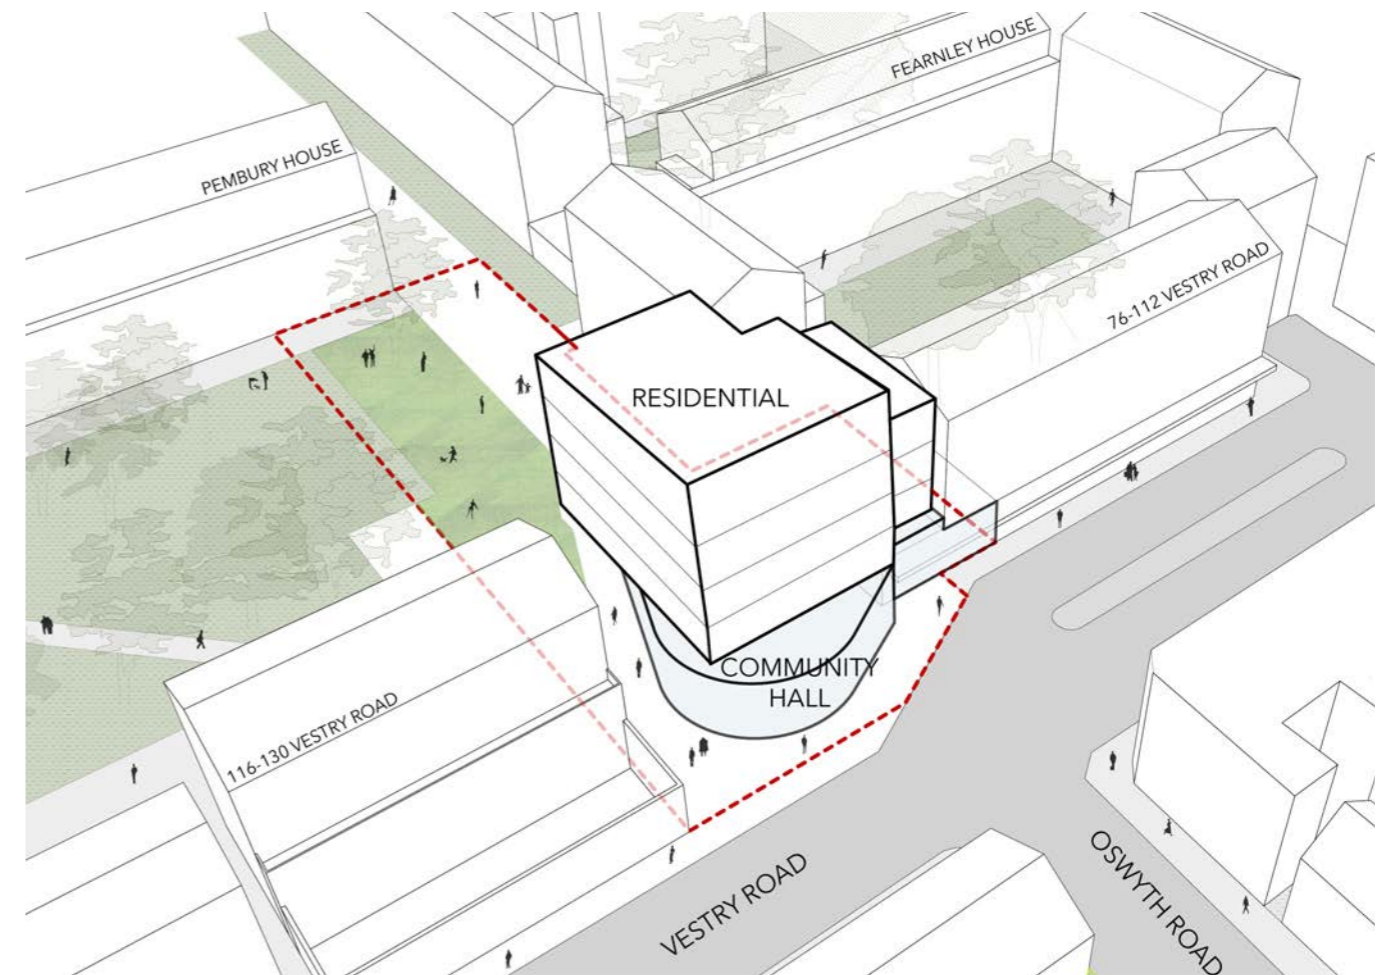 FEARNLEY HOUSE
PEMBURY HOUSE
76-112 VESTRY ROAD
RESIDENTIAL
COMMUNITY
HALL
116-130 VESTRY ROAD
VESTRY ROAD
OSWYTH ROAD